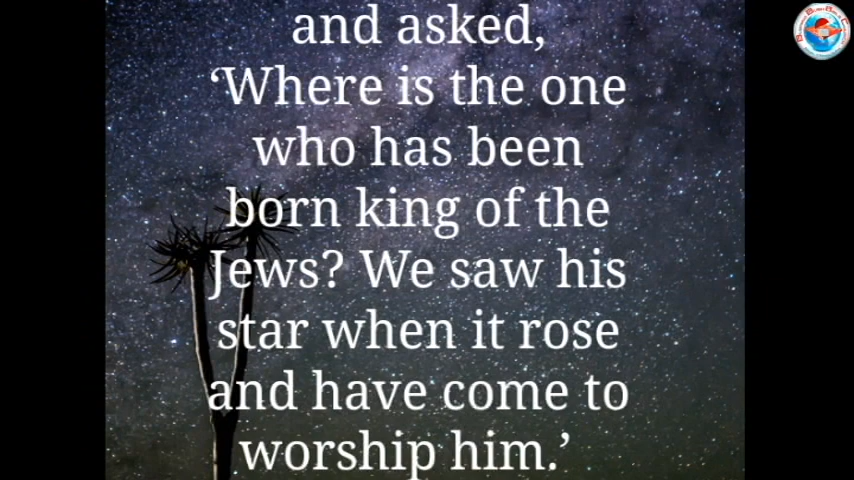 and asked,
‘Where is the one
who has been
born king of the
Jews? We saw his
star when it rose
and have come to
worship him.’